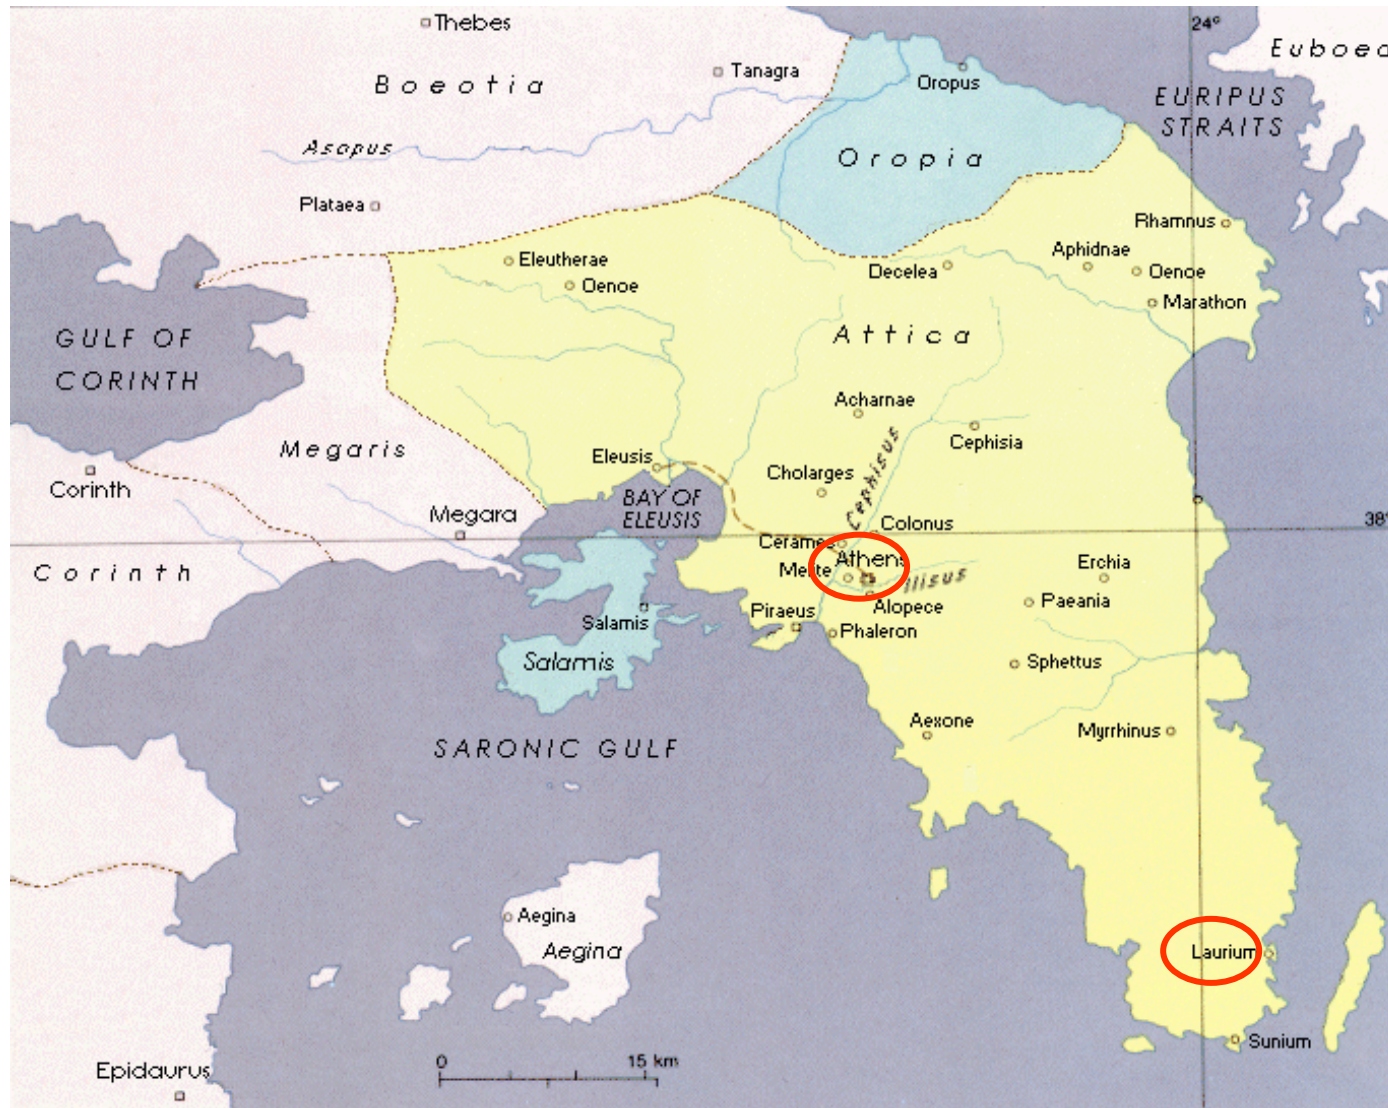 Thebes
24°
Euboea
Tanagra
Boeotia
Oropus
EURIPUS
STRAITS
Asopus
Oropia
Plataea
Rhamnus
Eleutherae
Aphidnae
Decelea
Oenoe
Oenoe
Marathon
GULF OF
CORINTH
Attica
Acharnae
Cephisia
Megaris
Eleusis
Cholarges
Cephisus
Corinth
BAY OF
ELEUSIS
Megara
Colonus
38°
Cerames
Athens
Corinth
Melite
Ilisus
Erchia
Piraeus
Alopece
Paeania
Salamis
Phaleron
Salamis
Sphettus
Aexone
Myrrhinus
SARONIC GULF
Aegina
Aegina
Laurium
Sunium
0 15 km
Epidaurus